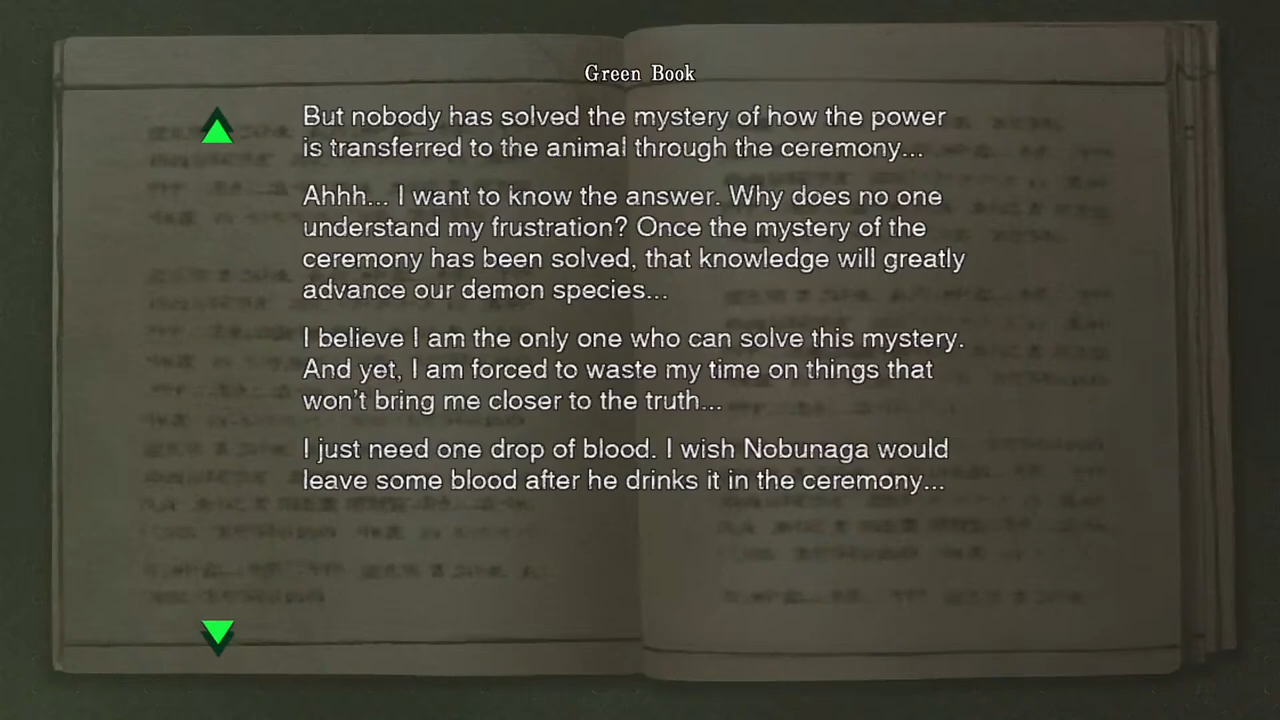 Green Book
But nobody has solved the mystery of how the power
is transferred to the animal through the ceremony...
Ahhh... I want to know the answer. Why does no one
understand my frustration? Once the mystery of the
ceremony has been solved, that knowledge will greatly
advance our demon species...
I believe I am the only one who can solve this mystery.
And yet, I am forced to waste my time on things that
won't bring me closer to the truth...
I just need one drop of blood. I wish Nobunaga would
leave some blood after he drinks it in the ceremony...